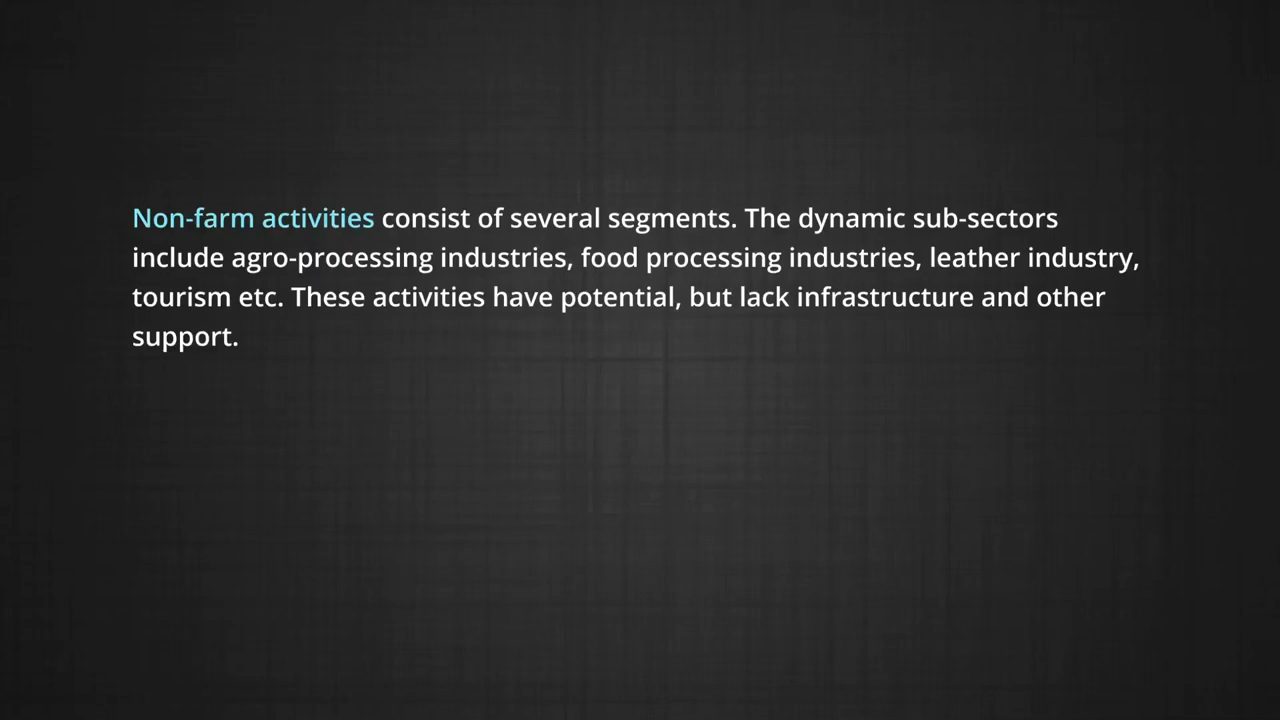 Non-farm activities consist of several segments. The dynamic sub-sectors
include agro-processing industries, food processing industries, leather industry,
tourism etc. These activities have potential, but lack infrastructure and other
support.